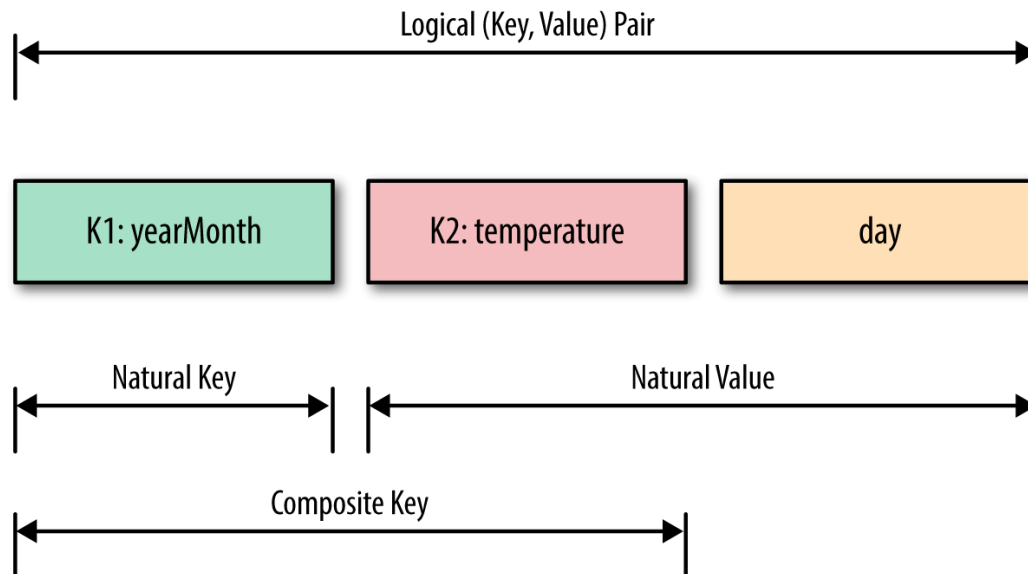 Logical (Key, Value) Pair
K1: yearMonth
K2: temperature
day
Natural Key
Natural Value
Composite Key